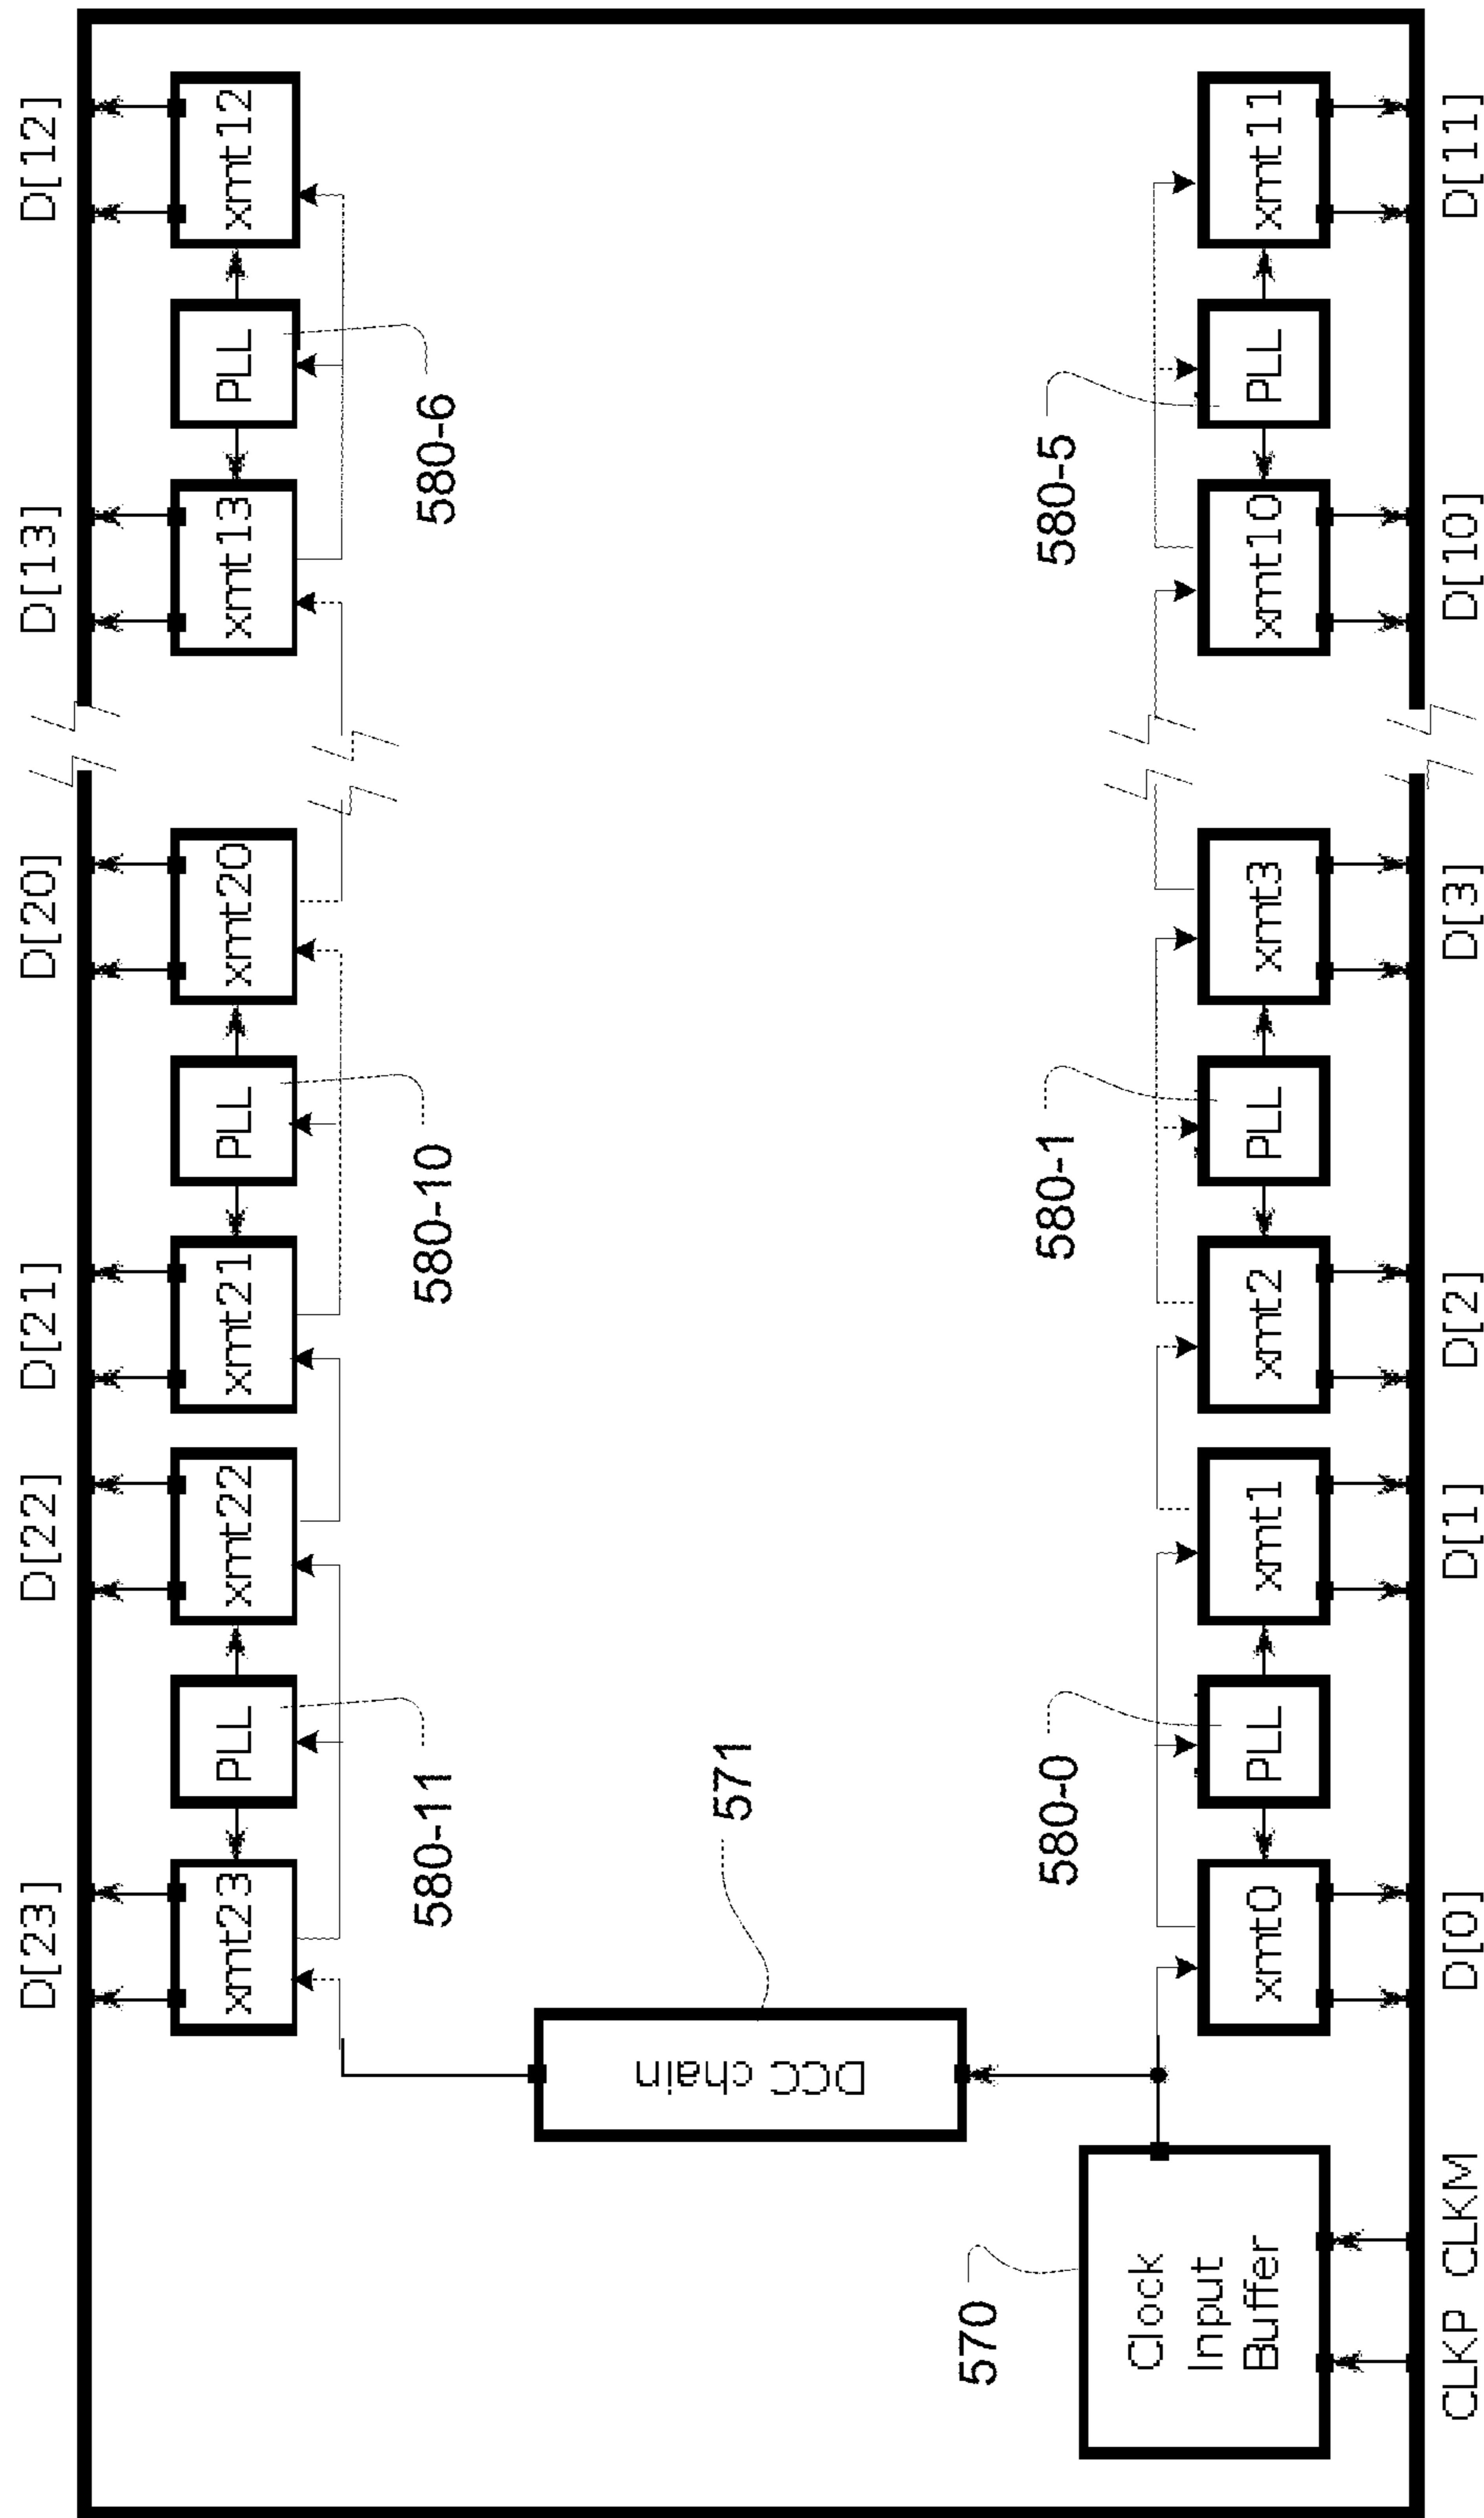 D[23]
D[22]
D[21]
D[20]
D[13]
D[12]
xmt23
PLL
xmt22
xmt21
PLL
xmt20
xmt13
PLL
xmt12
580-11
580-10
580-6
DCC chain
571
570
580-0
580-1
580-5
Clock
Input
Buffer
xmt0
PLL
xmt1
xmt2
PLL
xmt3
xmt10
PLL
xmt11
CLKP
CLKM
D[0]
D[1]
D[2]
D[3]
D[10]
D[11]